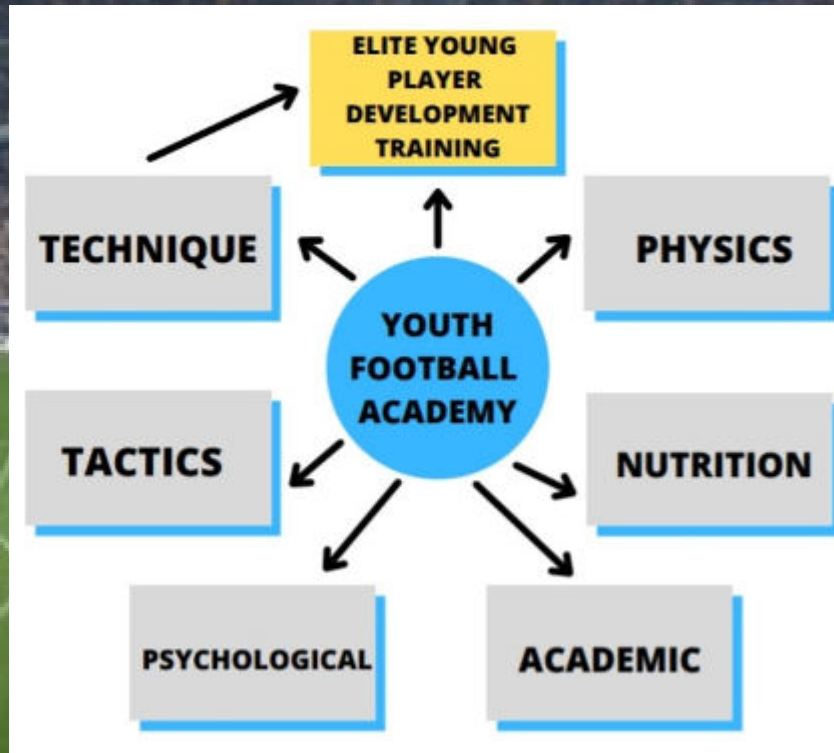 ELITE YOUNG
PLAYER
DEVELOPMENT
TRAINING
TECHNIQUE
PHYSICS
YOUTH
FOOTBALL
ACADEMY
TACTICS
NUTRITION
PSYCHOLOGICAL
ACADEMIC